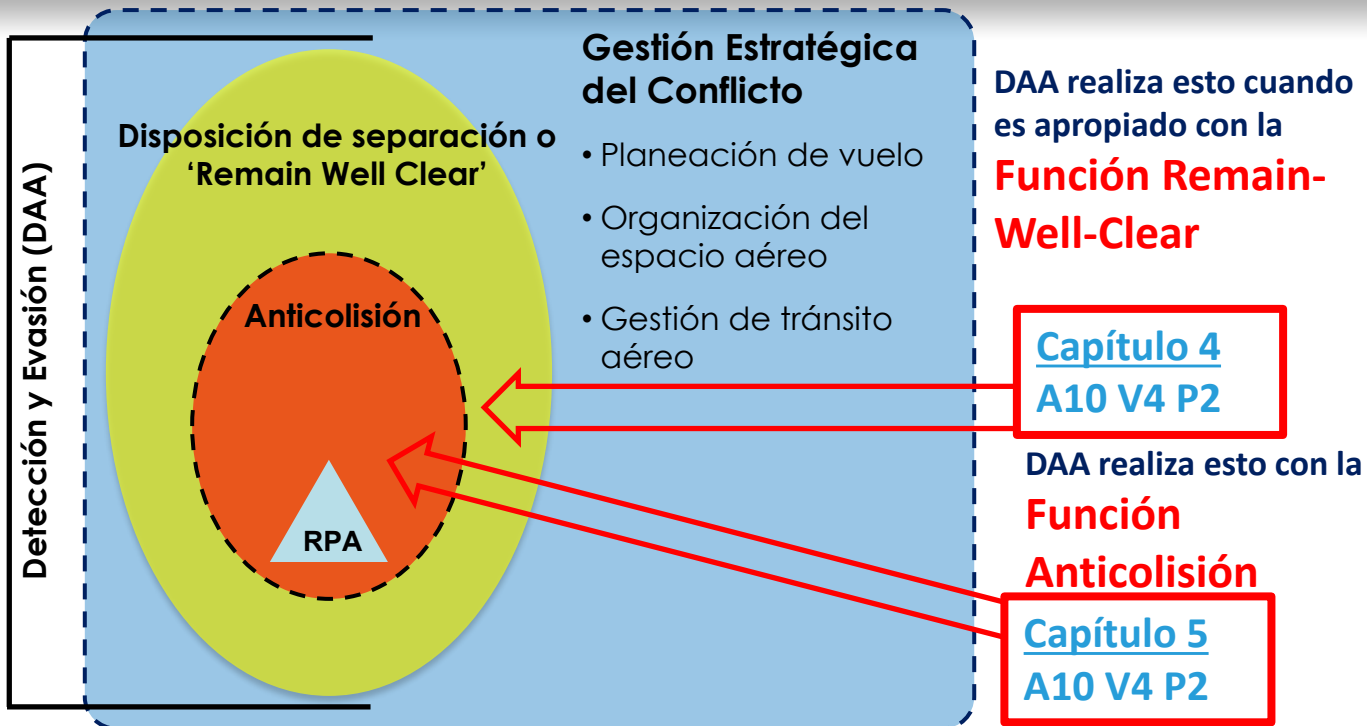 Detección y Evasión (DAA)
Disposición de separación o
‘Remain Well Clear’
Anticolisión
RPA
Gestión Estratégica
del Conflicto
• Planeación de vuelo
• Organización del
espacio aéreo
• Gestión de tránsito
aéreo
DAA realiza esto cuando
es apropiado con la
Función Remain-
Well-Clear
Capítulo 4
A10 V4 P2
DAA realiza esto con la
Función
Anticolisión
Capítulo 5
A10 V4 P2